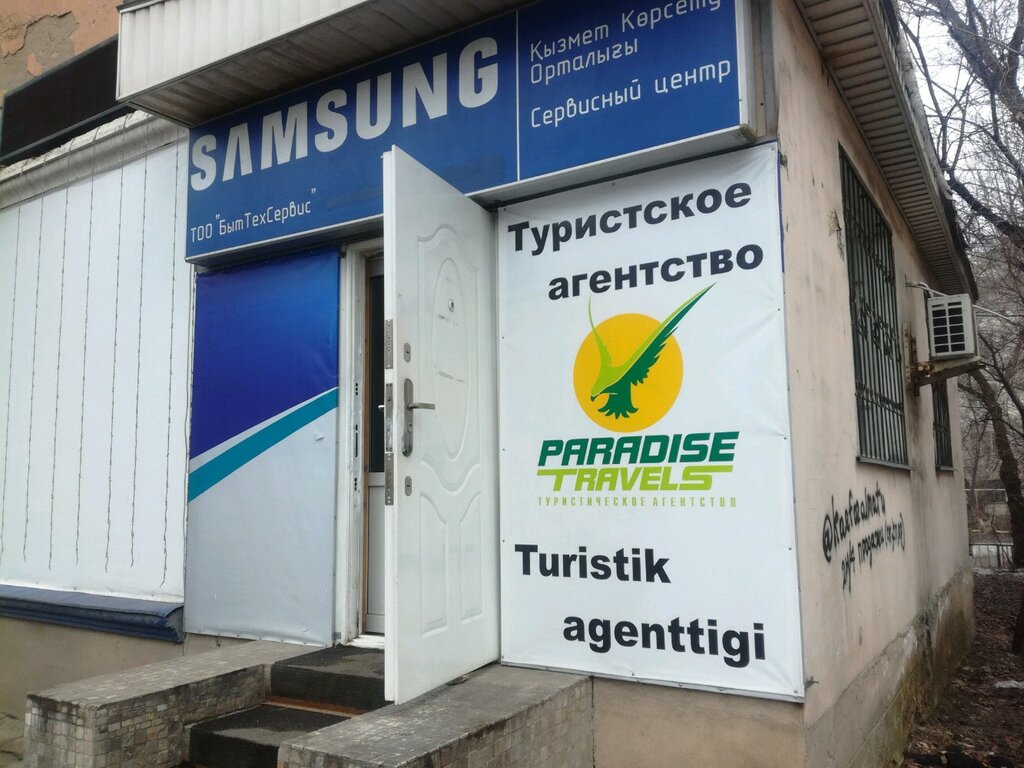 SAMSUNG
ТОО "БытТехСервис"
Қызмет Көрсету
Орталығы
Сервисный центр
Туристское
агентство
PARADISE
TRAVELS
ТУРИСТИЧЕСКОЕ АГЕНТСТВО
Turistik
agenttigi